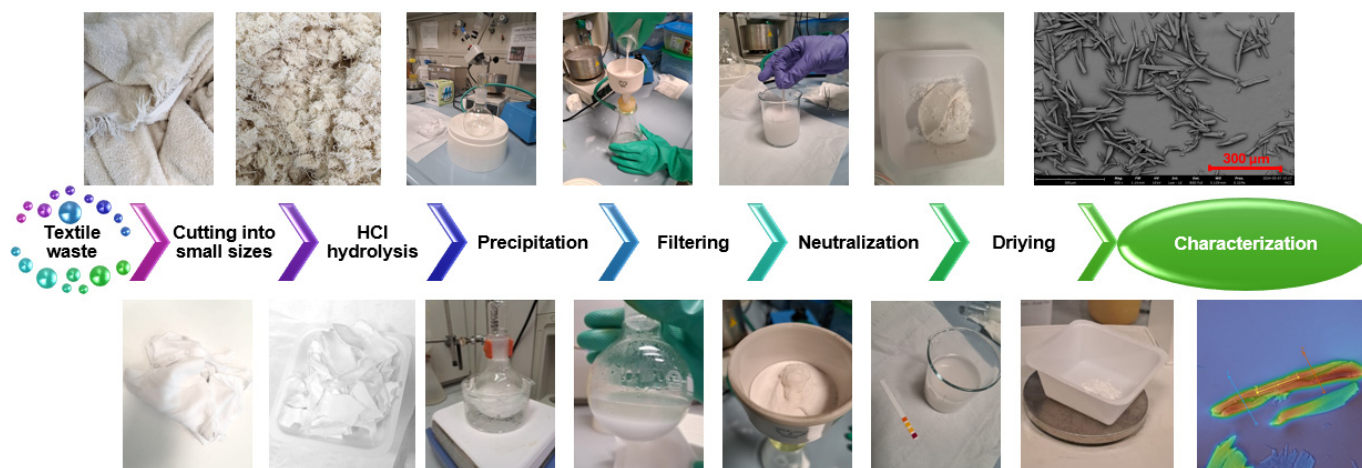 300 µm
Textile
waste
Cutting into
small sizes
HCl
hydrolysis
Precipitation
Filtering
Neutralization
Driying
Characterization